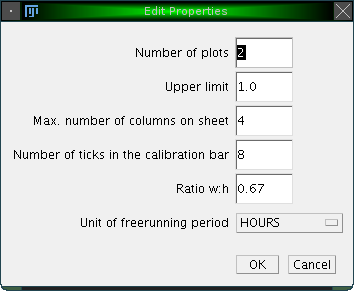 Edit Properties
Number of plots 2
Upper limit 1.0
Max. number of columns on sheet 4
Number of ticks in the calibration bar 8
Ratio w:h 0.67
Unit of freerunning period HOURS
OK Cancel